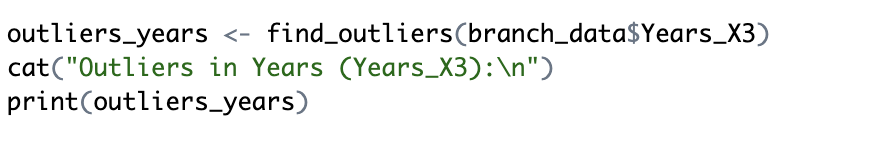 outliers_years <- find_outliers(branch_data$Years_X3)
cat("Outliers in Years (Years_X3):\n")
print(outliers_years)